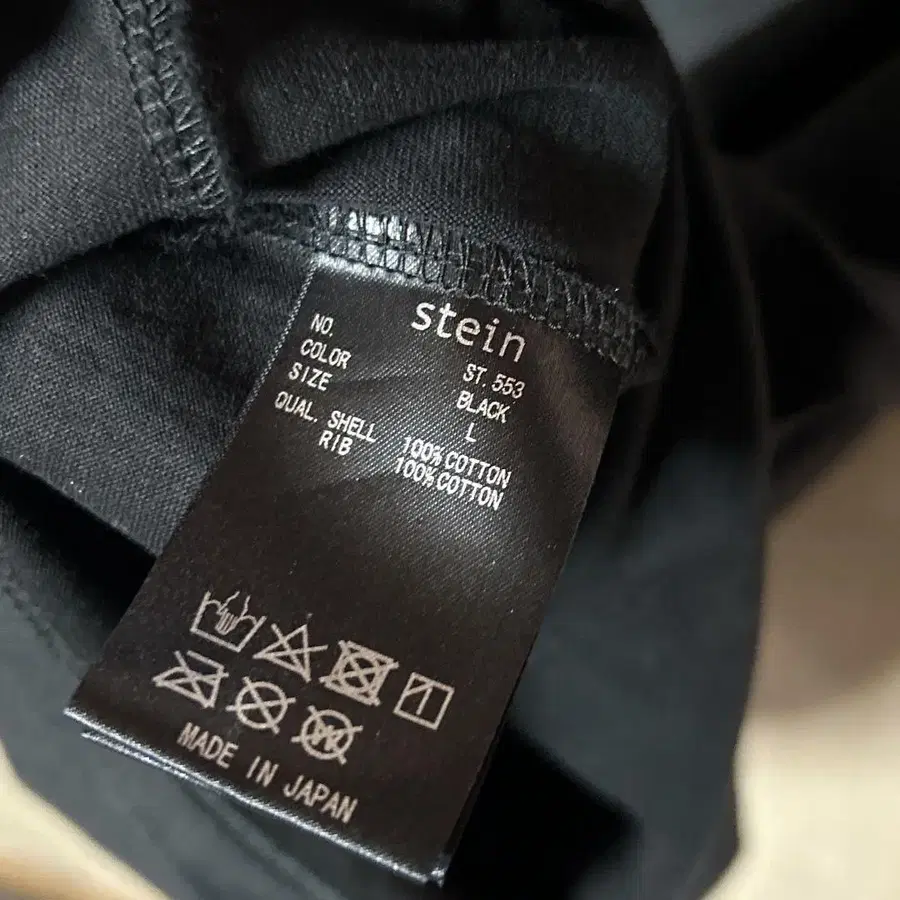 stein
NO. ST. 553
COLOR BLACK
SIZE L
QUAL. SHELL 100% COTTON
RIB 100% COTTON
MADE IN JAPAN